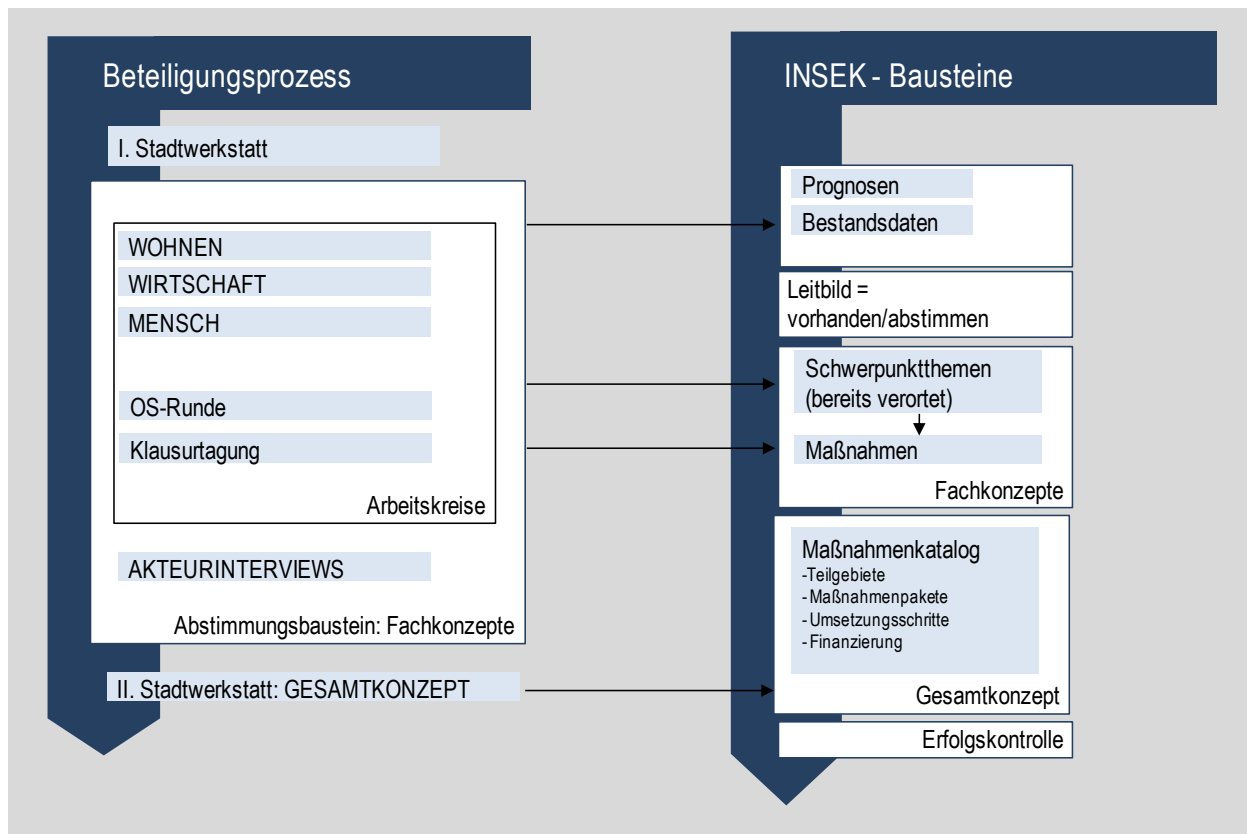 Beteiligungsprozess
I. Stadtwerkstatt
WOHNEN
WIRTSCHAFT
MENSCH
OS-Runde
Klausurtagung
Arbeitskreise
AKTEURINTERVIEWS
Abstimmungsbaustein: Fachkonzepte
II. Stadtwerkstatt: GESAMTKONZEPT
INSEK - Bausteine
Prognosen
Bestandsdaten
Leitbild =
vorhanden/abstimmen
Schwerpunktthemen
(bereits verortet)
Maßnahmen
Fachkonzepte
Maßnahmenkatalog
-Teilgebiete
- Maßnahmenpakete
- Umsetzungsschritte
- Finanzierung
Gesamtkonzept
Erfolgskontrolle